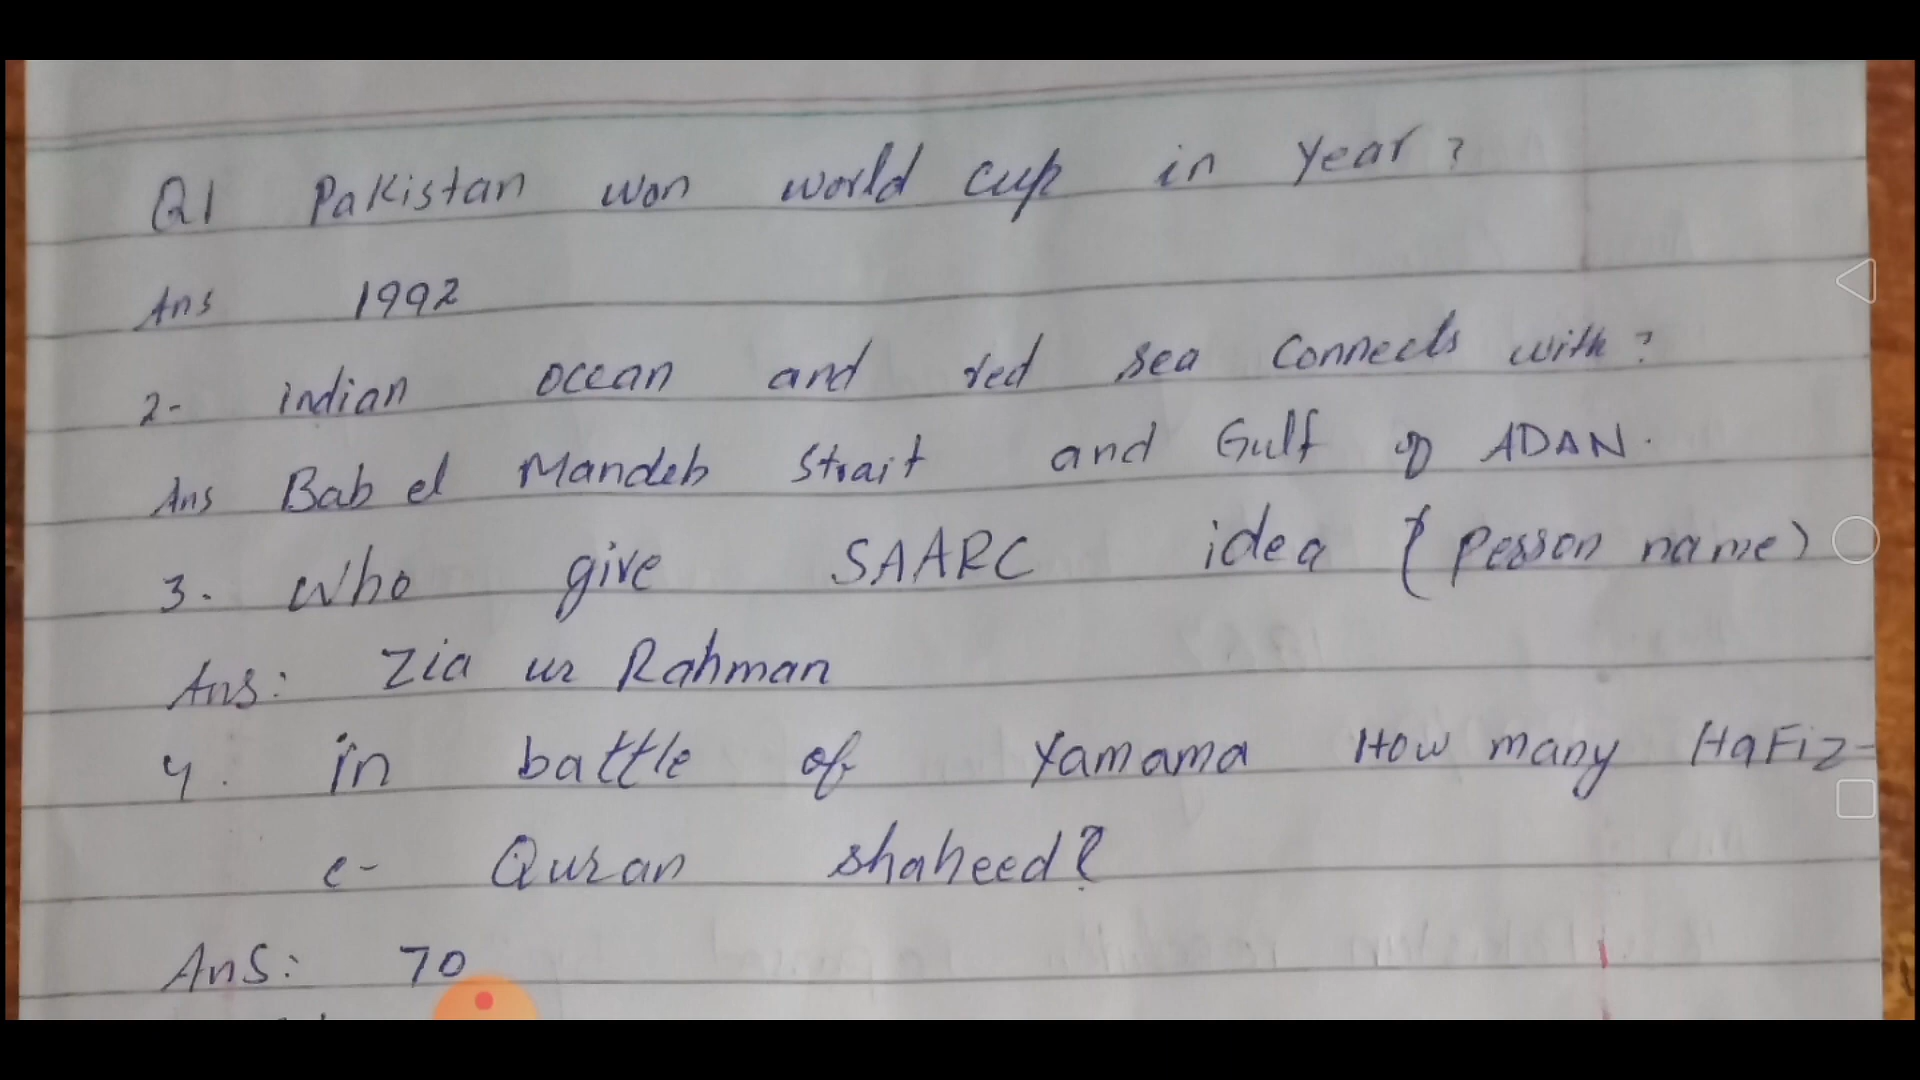 Q1 Pakistan won world cup in year?
Ans 1992
2- indian ocean and red sea connects with?
Ans Bab el Mandeb Strait and Gulf of ADAN.
3. Who give SAARC idea (person name)
Ans: Zia ur Rahman
4. in battle of Yamama How many HaFiz-
e- Quran shaheed?
Ans: 70